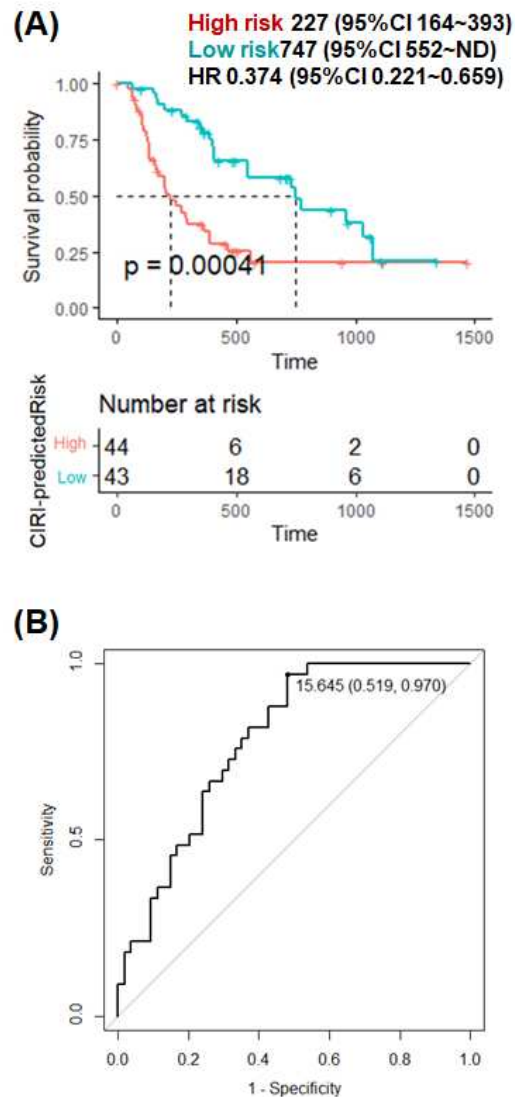 (A)
High risk 227 (95%CI 164~393)
Low risk747 (95%CI 552~ND)
HR 0.374 (95%CI 0.221~0.659)
Survival probability
1.00
0.75
0.50
0.25
0.00
p = 0.00041
0 500 1000 1500
Time
CIRI-predictedRisk
Number at risk
High 44 6 2 0
Low 43 18 6 0
0 500 1000 1500
Time
(B)
Sensitivity
1.0
0.5
0.0
15.645 (0.519, 0.970)
0.0 0.2 0.4 0.6 0.8 1.0
1 - Specificity